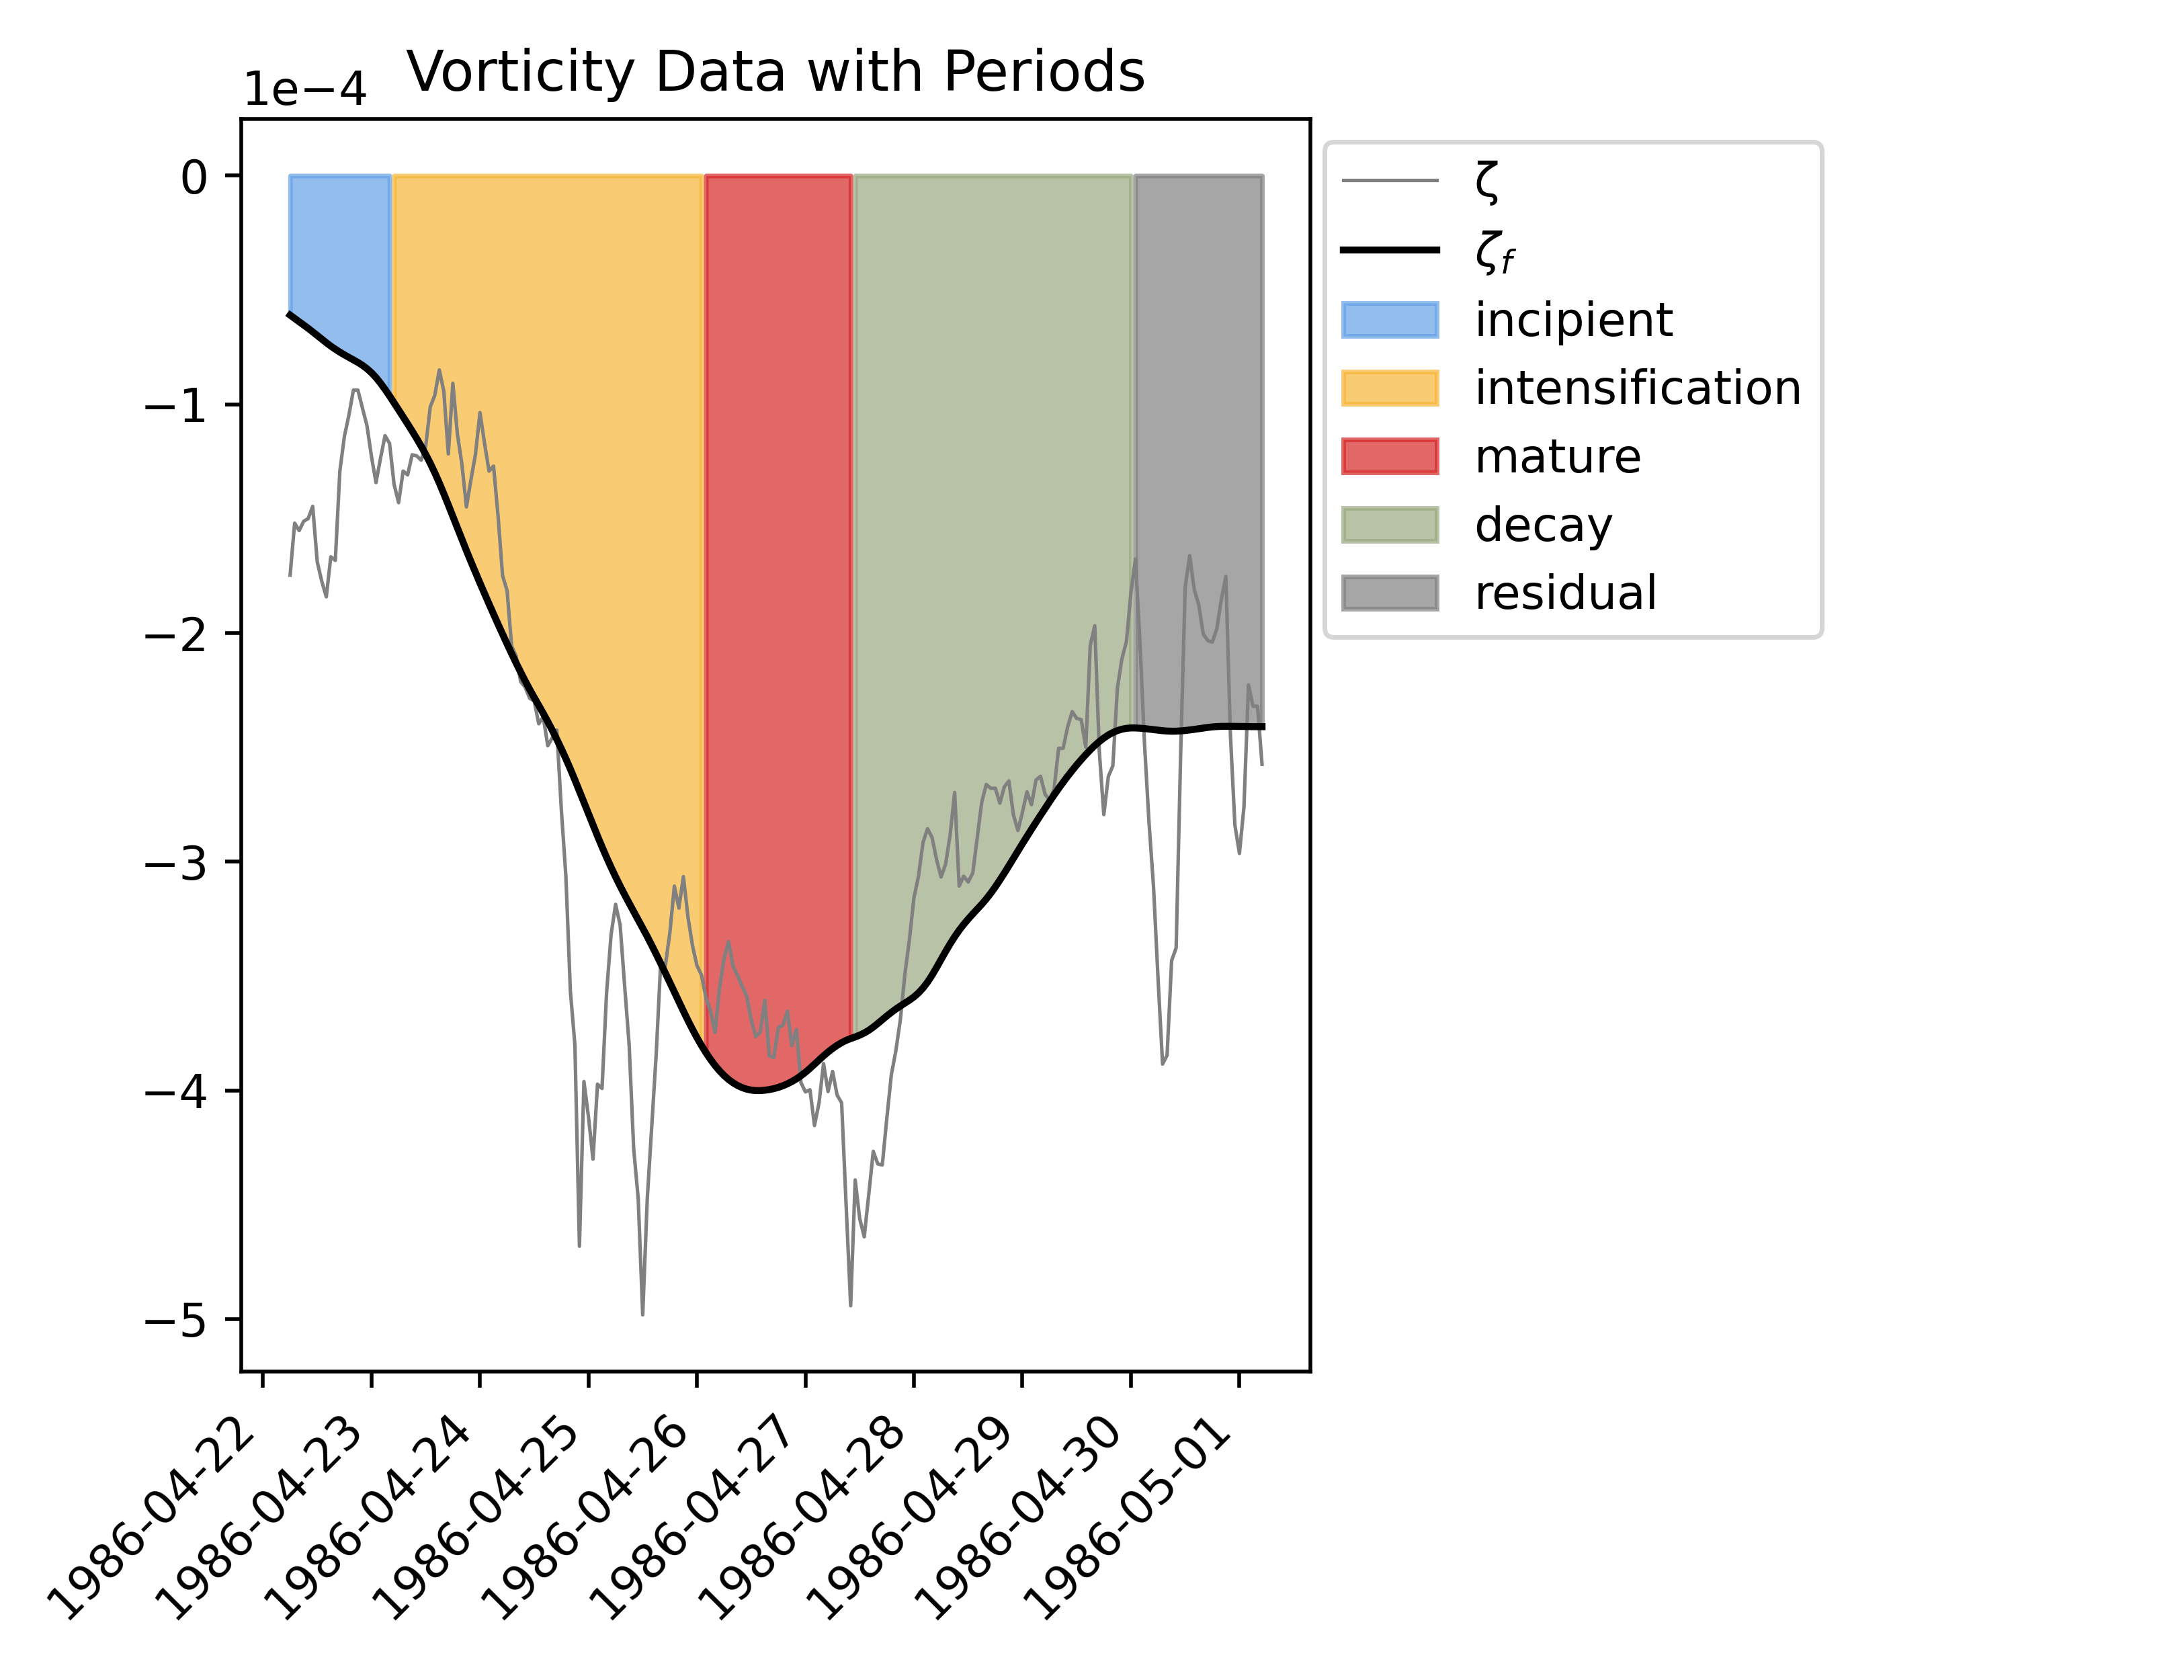 Vorticity Data with Periods
1e−4
0
−1
−2
−3
−4
−5
1986-04-22
1986-04-23
1986-04-24
1986-04-25
1986-04-26
1986-04-27
1986-04-28
1986-04-29
1986-04-30
1986-05-01
ζ
ζf
incipient
intensification
mature
decay
residual